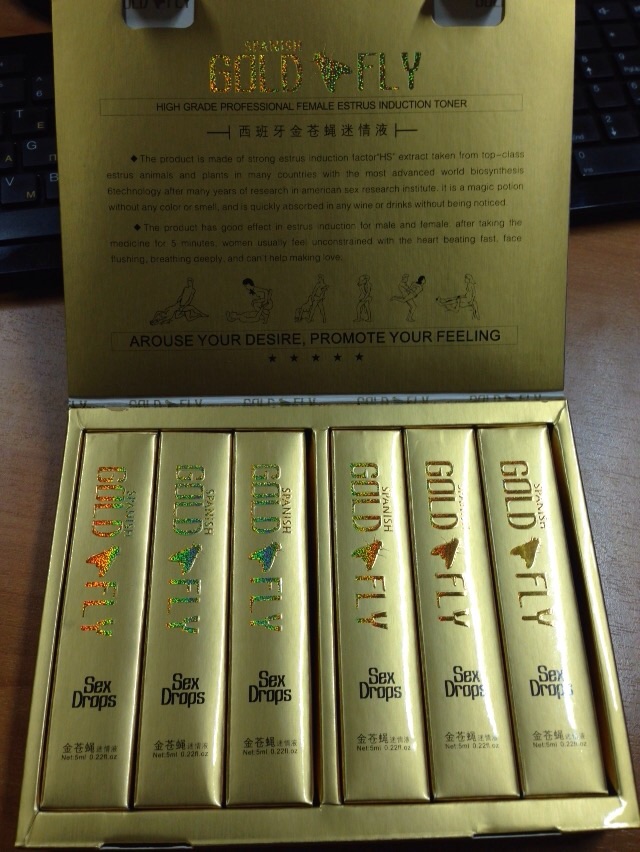 SPANISH
GOLD FLY
HIGH GRADE PROFESSIONAL FEMALE ESTRUS INDUCTION TONER
西班牙金苍蝇迷情液
◆The product is made of strong estrus induction factor"HS" extract taken from top-class
estrus animals and plants in many countries with the most advanced world biosynthesis
6technology after many years of research in american sex research institute. It is a magic potion
without any color or smell, and is quickly absorbed in any wine or drinks without being noticed.
◆The product has good effect in estrus induction for male and female. after taking the
medicine for 5 minutes, women usually feel unconstrained with the heart beating fast, face
flushing, breathing deeply, and can't help making love.
AROUSE YOUR DESIRE, PROMOTE YOUR FEELING
★ ★ ★ ★ ★
SPANISH
GOLD FLY
Sex
Drops
金苍蝇迷情液
Net:5ml 0.22fl.oz
SPANISH
GOLD FLY
Sex
Drops
金苍蝇迷情液
Net:5ml 0.22fl.oz
SPANISH
GOLD FLY
Sex
Drops
金苍蝇迷情液
Net:5ml 0.22fl.oz
SPANISH
GOLD FLY
Sex
Drops
金苍蝇迷情液
Net:5ml 0.22fl.oz
SPANISH
GOLD FLY
Sex
Drops
金苍蝇迷情液
Net:5ml 0.22fl.oz
SPANISH
GOLD FLY
Sex
Drops
金苍蝇迷情液
Net:5ml 0.22fl.oz